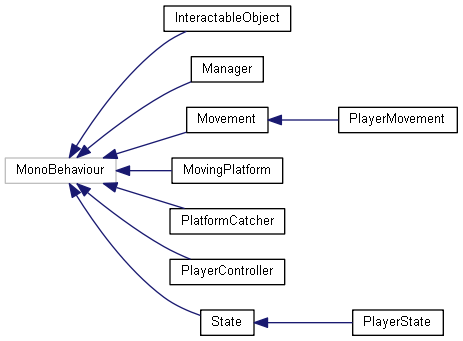 InteractableObject
Manager
Movement
PlayerMovement
MonoBehaviour
MovingPlatform
PlatformCatcher
PlayerController
State
PlayerState